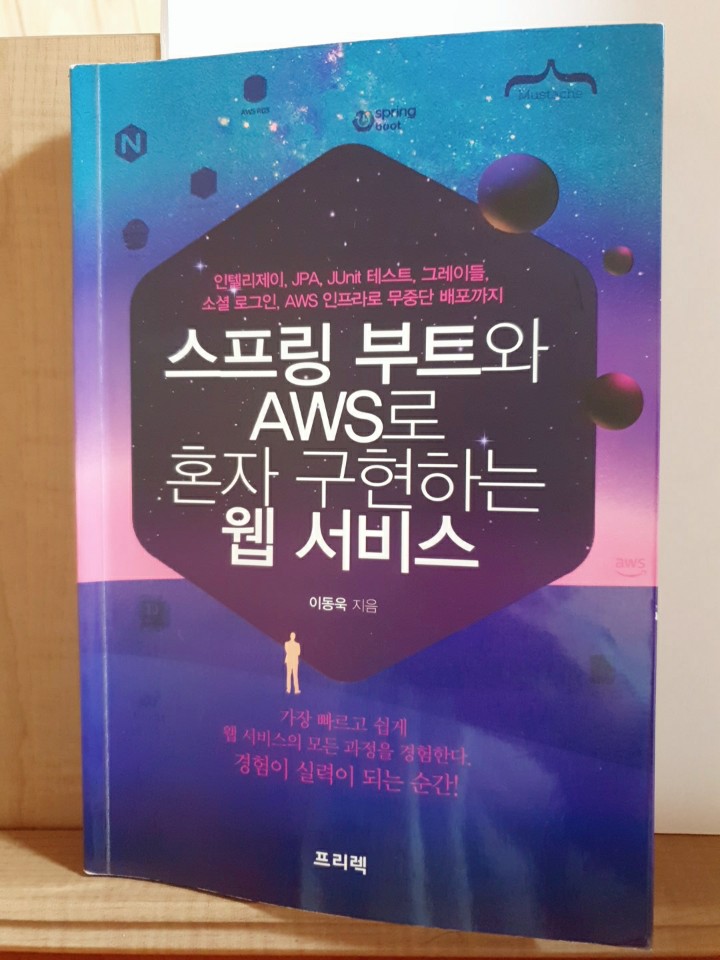 AWS RDS
spring
boot
Mustache
N
인텔리제이, JPA, JUnit 테스트, 그레이들,
소셜 로그인, AWS 인프라로 무중단 배포까지
스프링 부트와
AWS로
혼자 구현하는
웹 서비스
aws
이동욱 지음
가장 빠르고 쉽게
웹 서비스의 모든 과정을 경험한다.
경험이 실력이 되는 순간!
프리렉